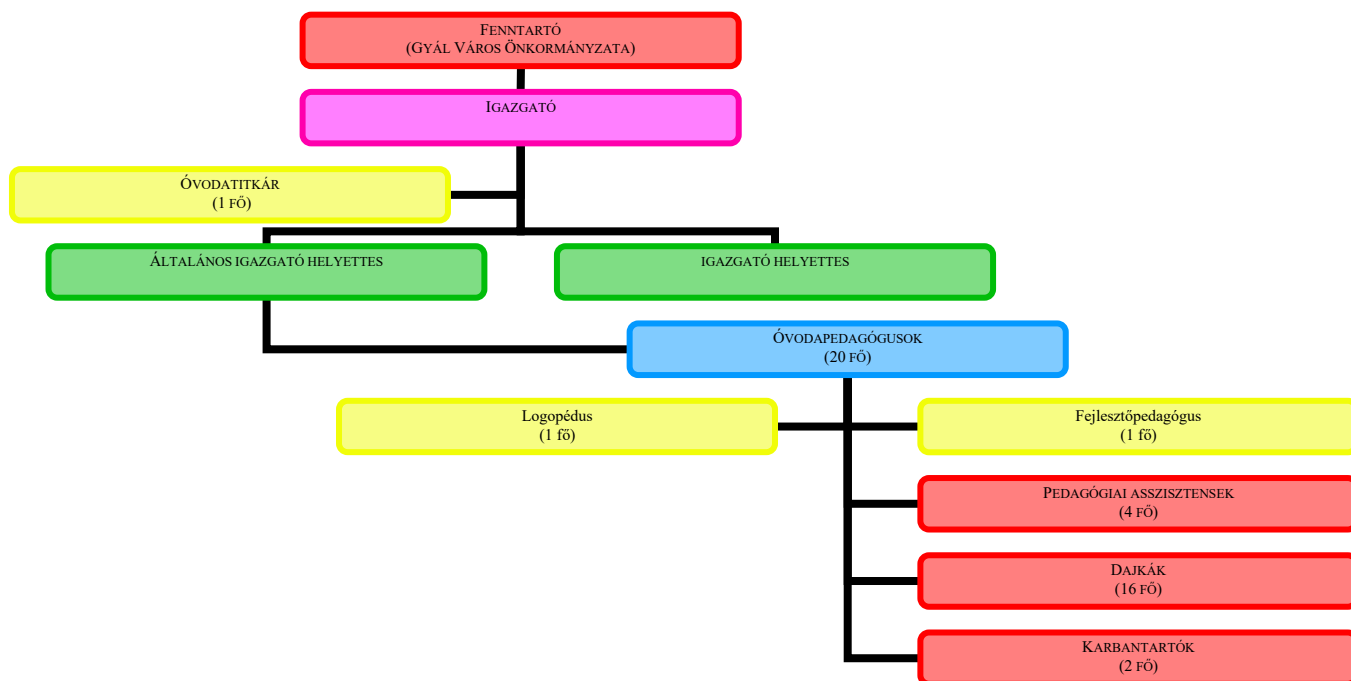 FENNTARTÓ
(GYÁL VÁROS ÖNKORMÁNYZATA)
IGAZGATÓ
ÓVODATITKÁR
(1 FŐ)
ÁLTALÁNOS IGAZGATÓ HELYETTES
IGAZGATÓ HELYETTES
ÓVODAPEDAGÓGUSOK
(20 FŐ)
Logopédus
(1 fő)
Fejlesztőpedagógus
(1 fő)
PEDAGÓGIAI ASSZISZTENSEK
(4 FŐ)
DAJKÁK
(16 FŐ)
KARBANTARTÓK
(2 FŐ)